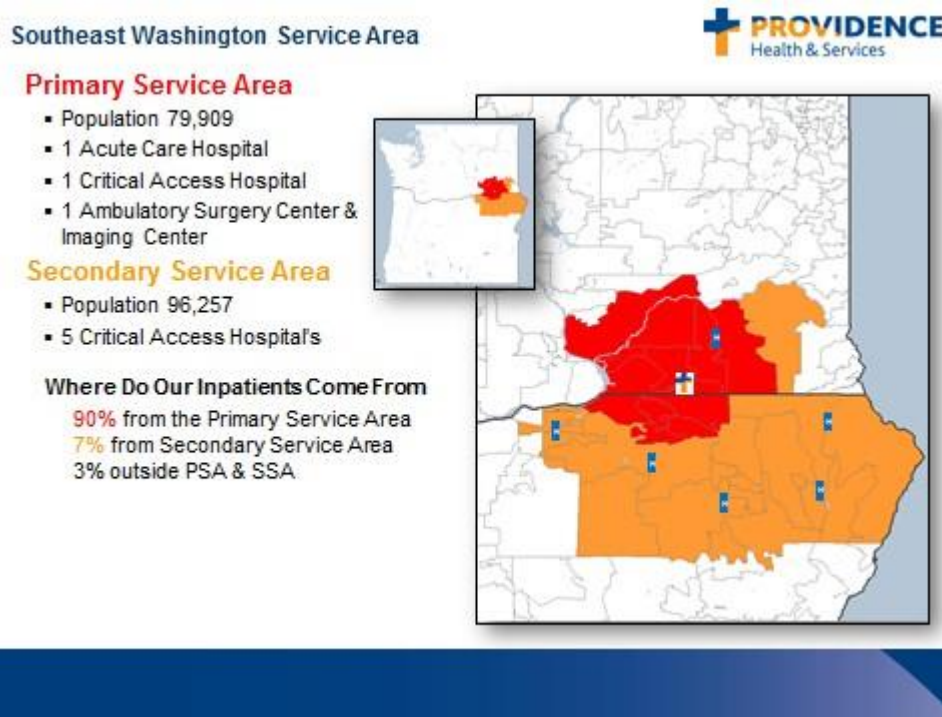 Southeast Washington Service Area
PROVIDENCE
Health & Services
Primary Service Area
▪ Population 79,909
▪ 1 Acute Care Hospital
▪ 1 Critical Access Hospital
▪ 1 Ambulatory Surgery Center &
Imaging Center
Secondary Service Area
▪ Population 96,257
▪ 5 Critical Access Hospital's
Where Do Our Inpatients Come From
90% from the Primary Service Area
7% from Secondary Service Area
3% outside PSA & SSA
H
H
H
H
H
H